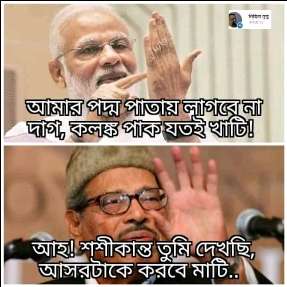 আমার পদ্ম পাতায় লাগবে না
দাগ, কলঙ্ক পাক যতই খাটি!
আহ! শশীকান্ত তুমি দেখছি,
আসরটাকে করবে মাটি..